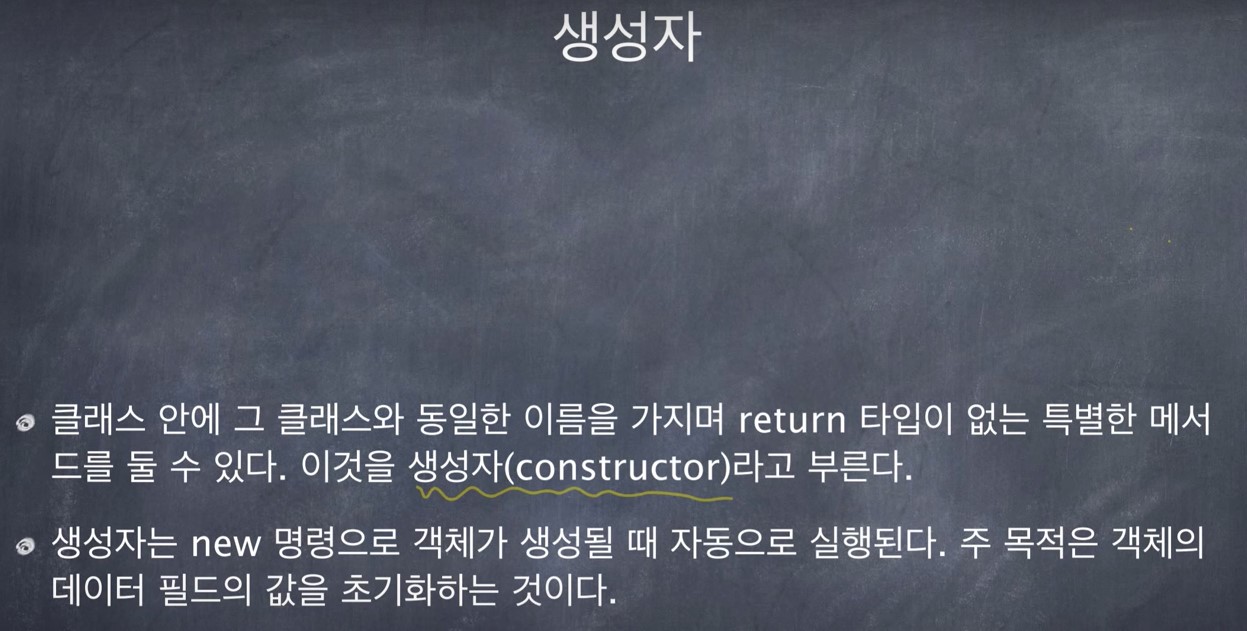 생성자
클래스 안에 그 클래스와 동일한 이름을 가지며 return 타입이 없는 특별한 메서
드를 둘 수 있다. 이것을 생성자(constructor)라고 부른다.
생성자는 new 명령으로 객체가 생성될 때 자동으로 실행된다. 주 목적은 객체의
데이터 필드의 값을 초기화하는 것이다.